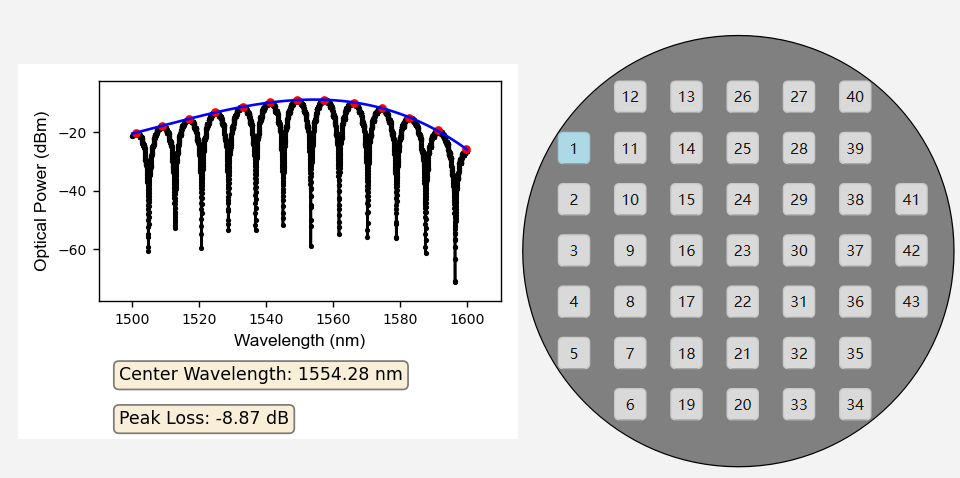 Optical Power (dBm)
−20
−40
−60
1500 1520 1540 1560 1580 1600
Wavelength (nm)
Center Wavelength: 1554.28 nm
Peak Loss: -8.87 dB
12 13 26 27 40
1 11 14 25 28 39
2 10 15 24 29 38 41
3 9 16 23 30 37 42
4 8 17 22 31 36 43
5 7 18 21 32 35
6 19 20 33 34